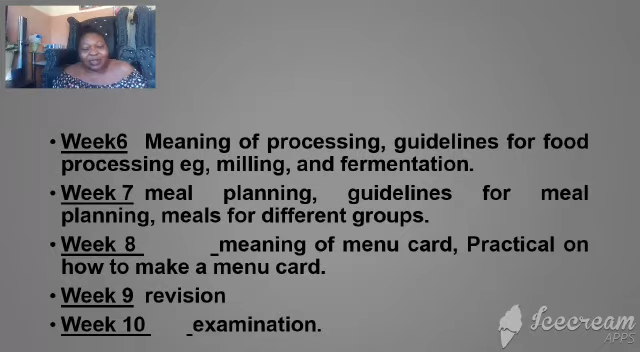 • Week6 Meaning of processing, guidelines for food
processing eg, milling, and fermentation.
• Week 7 meal planning, guidelines for meal
planning, meals for different groups.
• Week 8 _meaning of menu card, Practical on
how to make a menu card.
• Week 9 revision
• Week 10 _examination.
Icecream
APPS